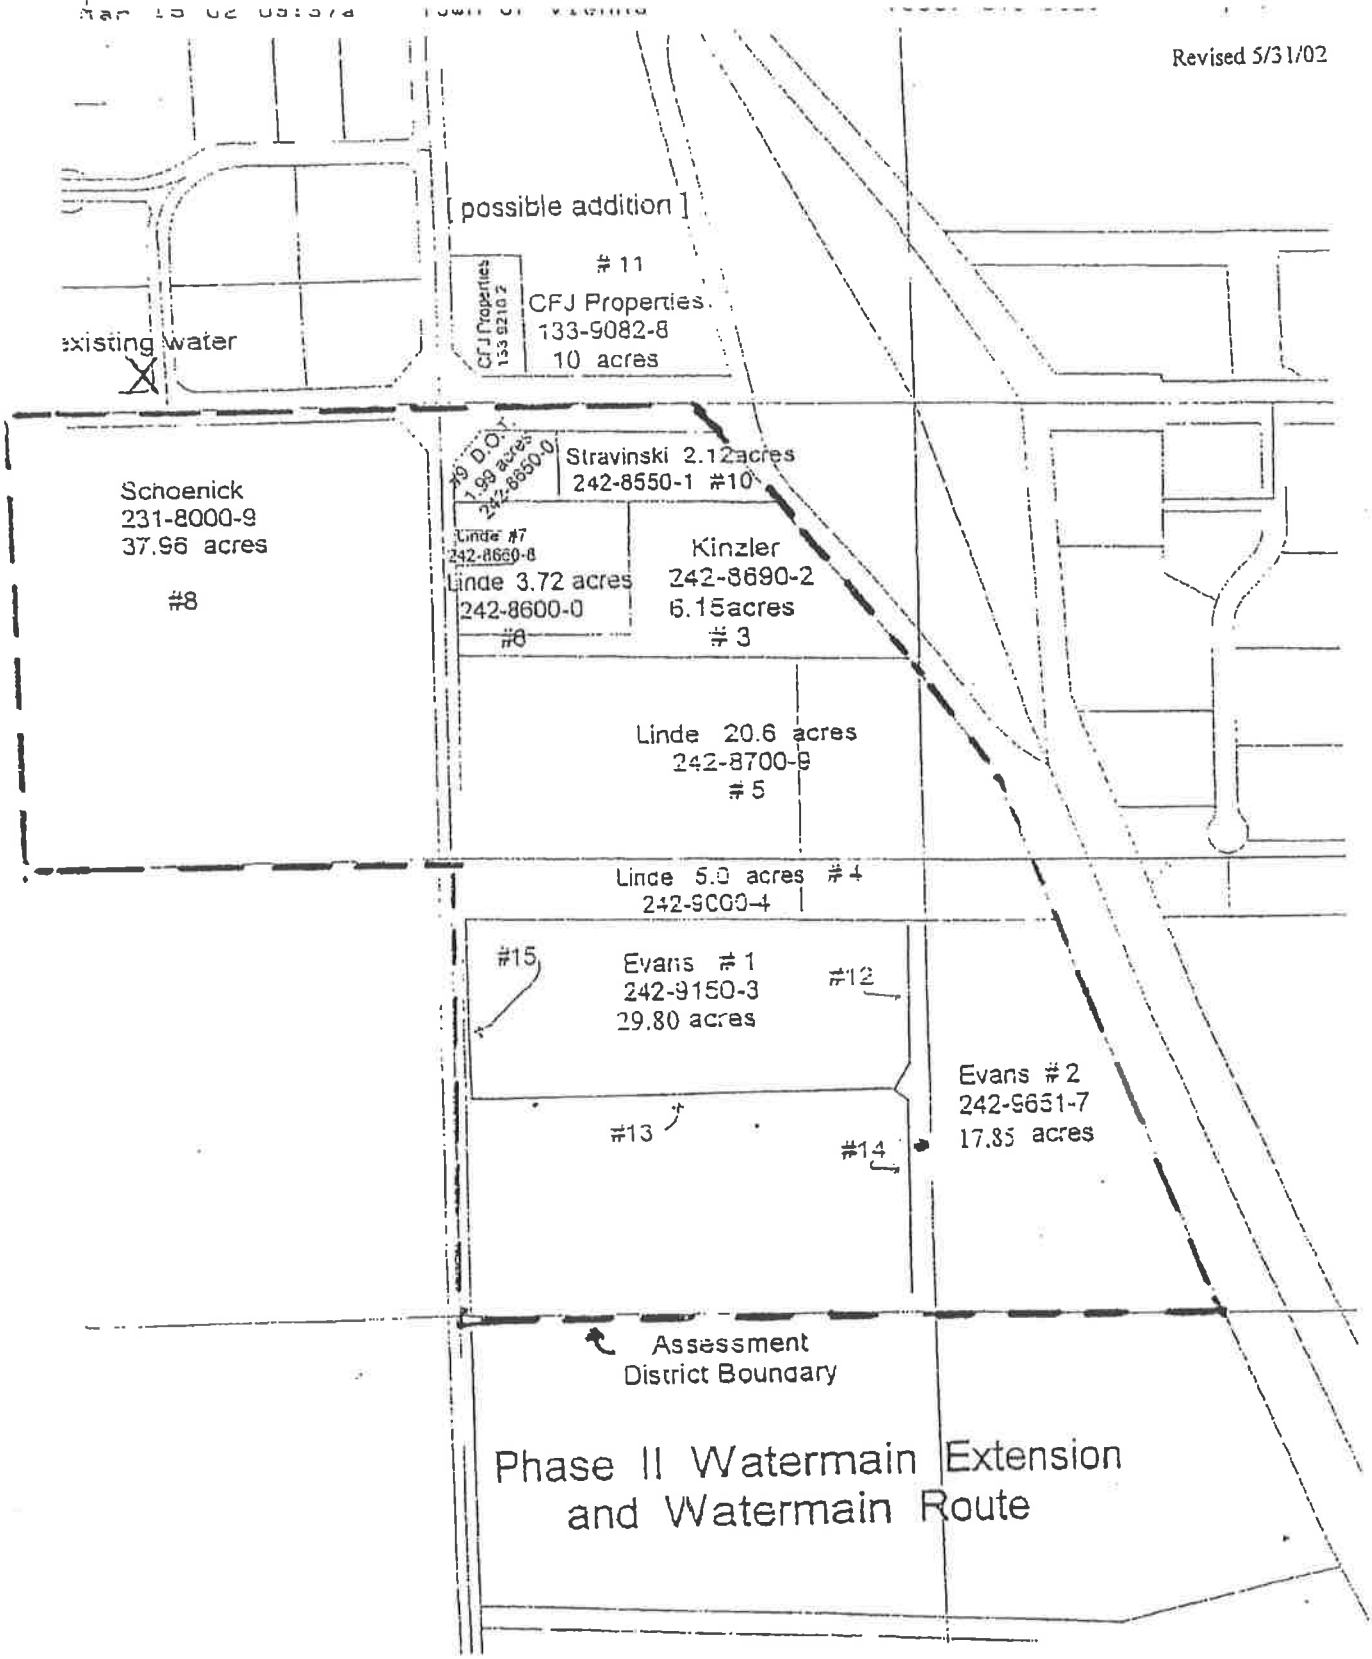 Revised 5/31/02
[ possible addition ]
# 11
CFJ Properties
133-9082-8
10 acres
CFJ Properties
133 9210 2
existing water
#9 D.O.T.
1.99 acres
242-8650-0
Stravinski 2.12acres
242-8550-1 #10
Schoenick
231-8000-9
37.96 acres
#8
Linde #7
242-8660-8
Linde 3.72 acres
242-8600-0
#6
Kinzler
242-8690-2
6.15acres
# 3
Linde 20.6 acres
242-8700-9
# 5
Linde 5.0 acres # 4
242-9000-4
#15
Evans # 1
242-9150-3
29.80 acres
#12
Evans # 2
242-9651-7
17.85 acres
#13
#14
Assessment
District Boundary
Phase II Watermain Extension
and Watermain Route